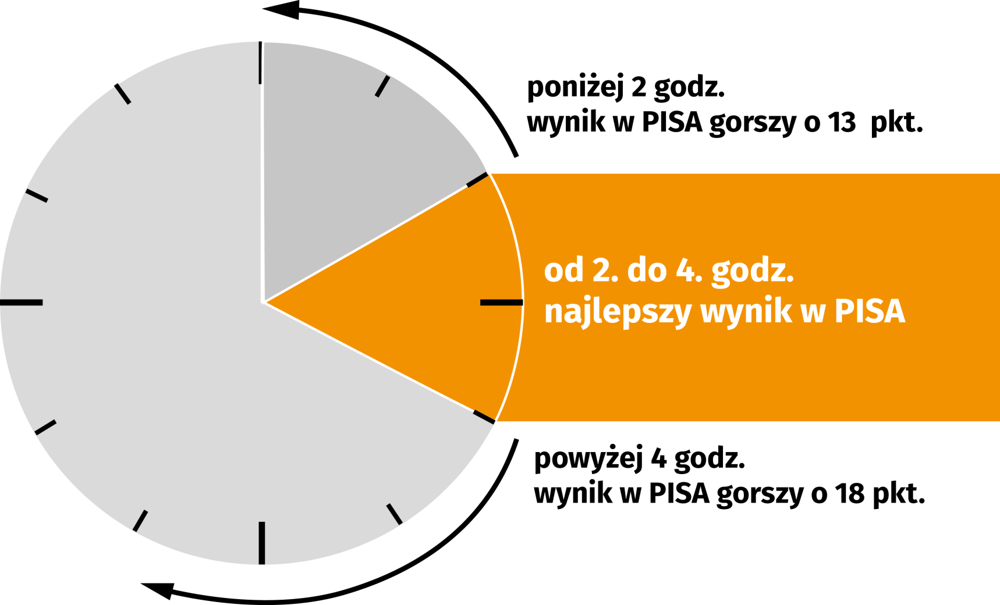 poniżej 2 godz.
wynik w PISA gorszy o 13 pkt.
od 2. do 4. godz.
najlepszy wynik w PISA
powyżej 4 godz.
wynik w PISA gorszy o 18 pkt.